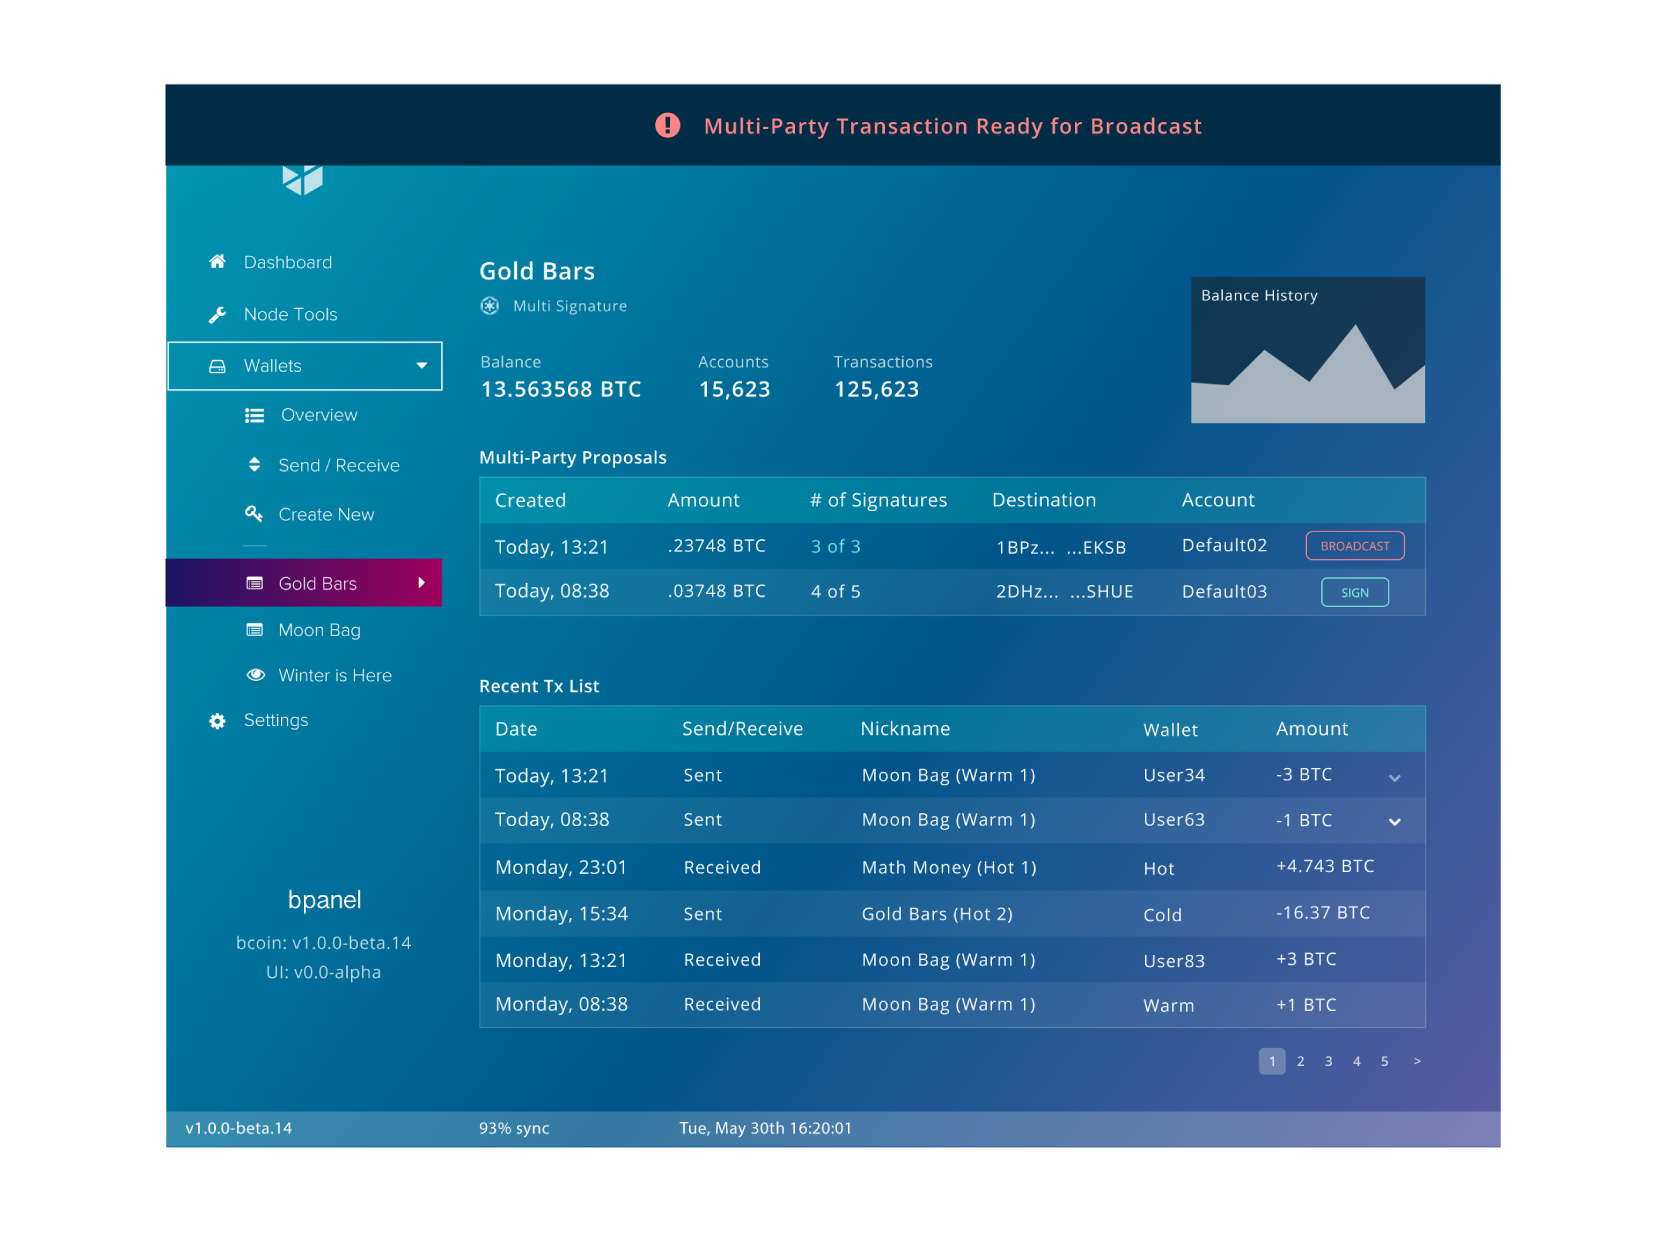 Multi-Party Transaction Ready for Broadcast
Dashboard
Node Tools
Wallets
Overview
Send / Receive
Create New
Gold Bars
Moon Bag
Winter is Here
Settings
bpanel
bcoin: v1.0.0-beta.14
UI: v0.0-alpha
Gold Bars
Multi Signature
Balance Accounts Transactions
13.563568 BTC 15,623 125,623
Balance History
Multi-Party Proposals
Created Amount # of Signatures Destination Account
Today, 13:21 .23748 BTC 3 of 3 1BPz... ...EKSB Default02 BROADCAST
Today, 08:38 .03748 BTC 4 of 5 2DHz... ...SHUE Default03 SIGN
Recent Tx List
Date Send/Receive Nickname Wallet Amount
Today, 13:21 Sent Moon Bag (Warm 1) User34 -3 BTC
Today, 08:38 Sent Moon Bag (Warm 1) User63 -1 BTC
Monday, 23:01 Received Math Money (Hot 1) Hot +4.743 BTC
Monday, 15:34 Sent Gold Bars (Hot 2) Cold -16.37 BTC
Monday, 13:21 Received Moon Bag (Warm 1) User83 +3 BTC
Monday, 08:38 Received Moon Bag (Warm 1) Warm +1 BTC
1 2 3 4 5 >
v1.0.0-beta.14 93% sync Tue, May 30th 16:20:01